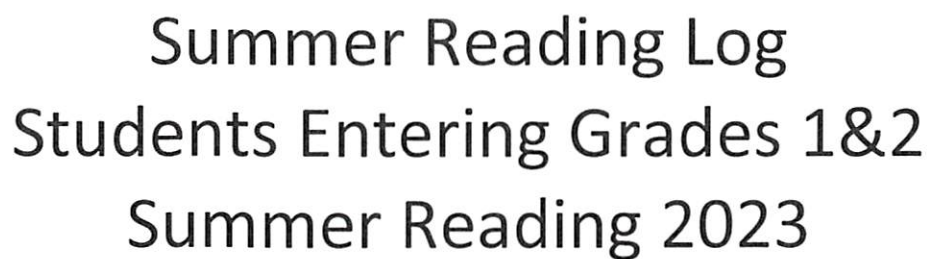 Summer Reading Log
Students Entering Grades 1&2
Summer Reading 2023